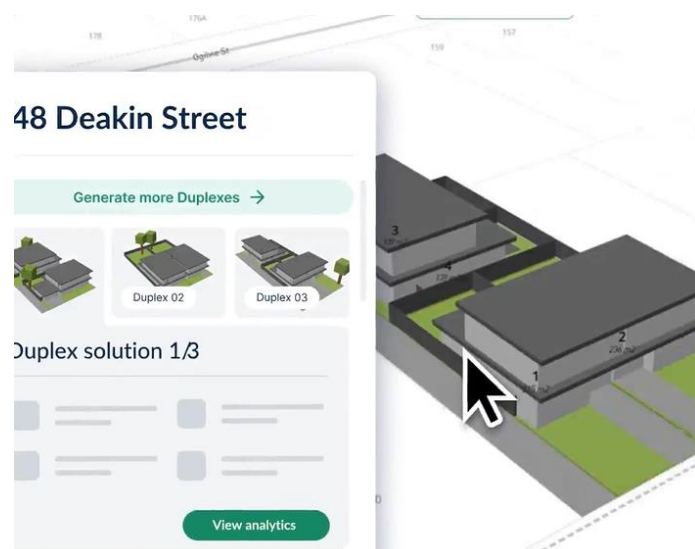 176A
178
157
Ogilvie St
159
48 Deakin Street
Generate more Duplexes →
3
4
2
1
Duplex 02
Duplex 03
Duplex solution 1/3
View analytics